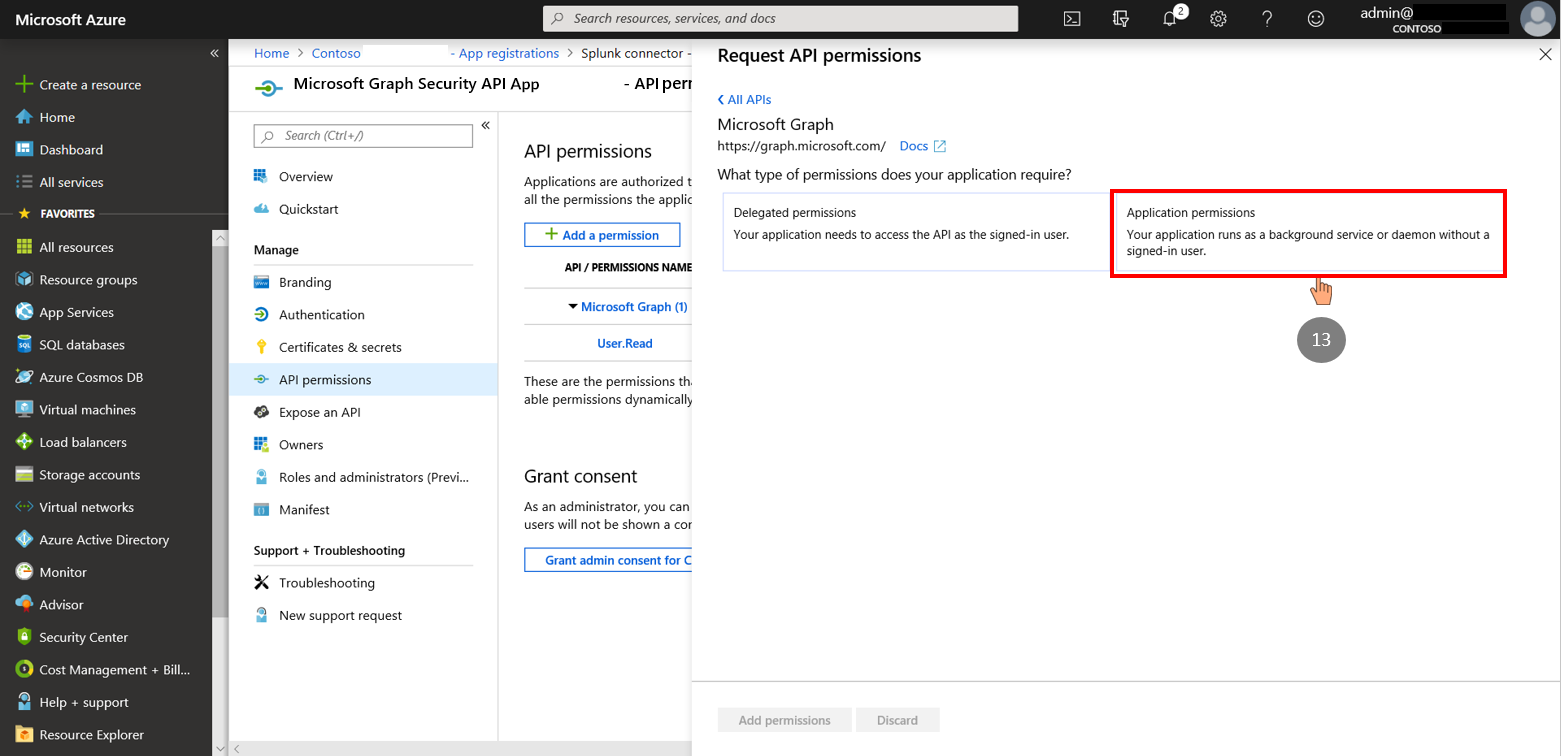 Microsoft Azure
Search resources, services, and docs
2
admin@
CONTOSO
Create a resource
Home
Dashboard
All services
FAVORITES
All resources
Resource groups
App Services
SQL databases
Azure Cosmos DB
Virtual machines
Load balancers
Storage accounts
Virtual networks
Azure Active Directory
Monitor
Advisor
Security Center
Cost Management + Bill...
Help + support
Resource Explorer
Home > Contoso - App registrations > Splunk connector -
Microsoft Graph Security API App - API perr
Search (Ctrl+/)
Overview
Quickstart
Manage
Branding
Authentication
Certificates & secrets
API permissions
Expose an API
Owners
Roles and administrators (Previ...
Manifest
Support + Troubleshooting
Troubleshooting
New support request
API permissions
Applications are authorized t
all the permissions the applic
Add a permission
API / PERMISSIONS NAME
Microsoft Graph (1)
User.Read
These are the permissions tha
able permissions dynamically
Grant consent
As an administrator, you can
users will not be shown a cor
Grant admin consent for C
Request API permissions
All APIs
Microsoft Graph
https://graph.microsoft.com/ Docs
What type of permissions does your application require?
Delegated permissions
Your application needs to access the API as the signed-in user.
Application permissions
Your application runs as a background service or daemon without a
signed-in user.
13
Add permissions
Discard